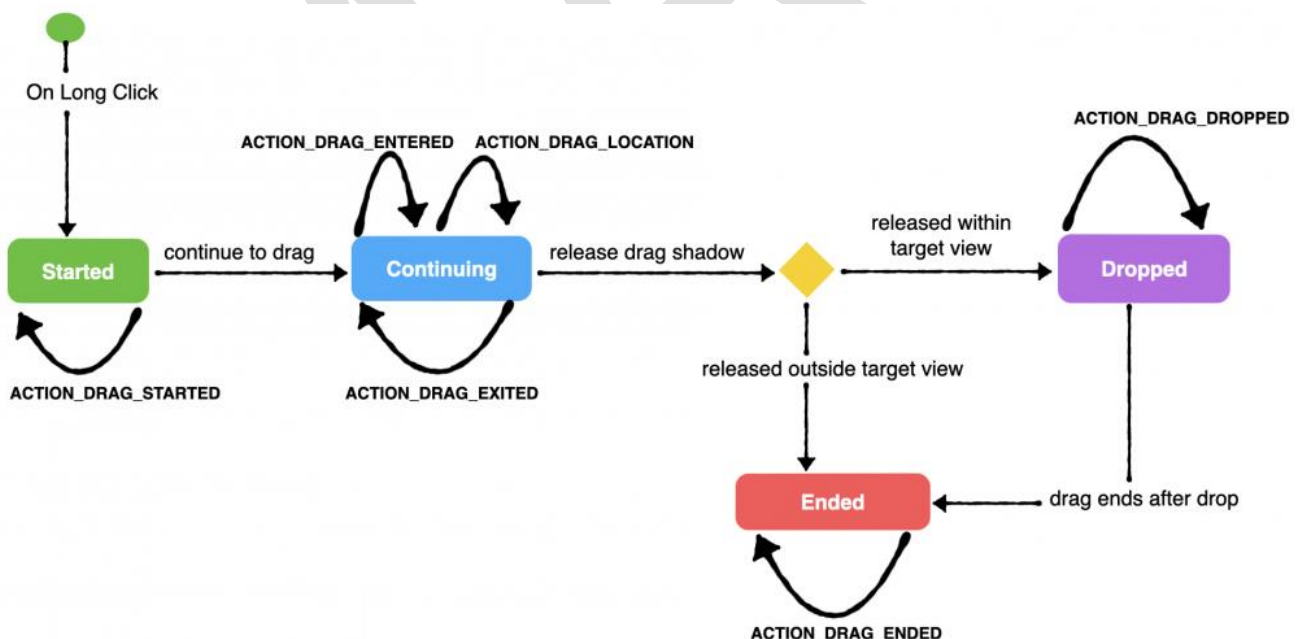 On Long Click
ACTION_DRAG_ENTERED
ACTION_DRAG_LOCATION
ACTION_DRAG_DROPPED
Started
continue to drag
Continuing
release drag shadow
released within
target view
Dropped
ACTION_DRAG_STARTED
ACTION_DRAG_EXITED
released outside target view
Ended
drag ends after drop
ACTION_DRAG_ENDED